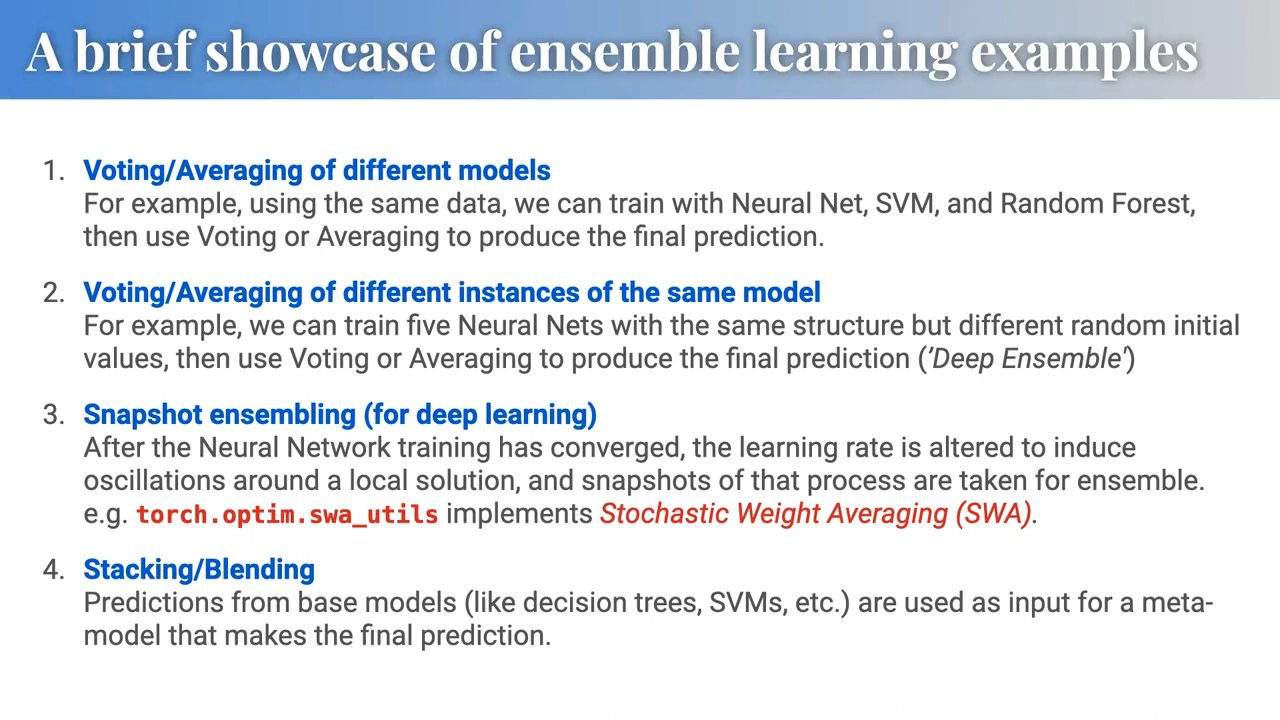 A brief showcase of ensemble learning examples
1. Voting/Averaging of different models
For example, using the same data, we can train with Neural Net, SVM, and Random Forest,
then use Voting or Averaging to produce the final prediction.
2. Voting/Averaging of different instances of the same model
For example, we can train five Neural Nets with the same structure but different random initial
values, then use Voting or Averaging to produce the final prediction ('Deep Ensemble')
3. Snapshot ensembling (for deep learning)
After the Neural Network training has converged, the learning rate is altered to induce
oscillations around a local solution, and snapshots of that process are taken for ensemble.
e.g. torch.optim.swa_utils implements Stochastic Weight Averaging (SWA).
4. Stacking/Blending
Predictions from base models (like decision trees, SVMs, etc.) are used as input for a meta-
model that makes the final prediction.